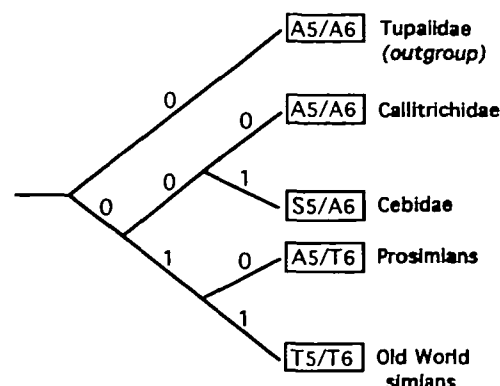 A5/A6 Tupaiidae
(outgroup)
0
A5/A6 Callitrichidae
0
0
1
0
S5/A6 Cebidae
1
0
A5/T6 Prosimians
1
T5/T6 Old World
simians